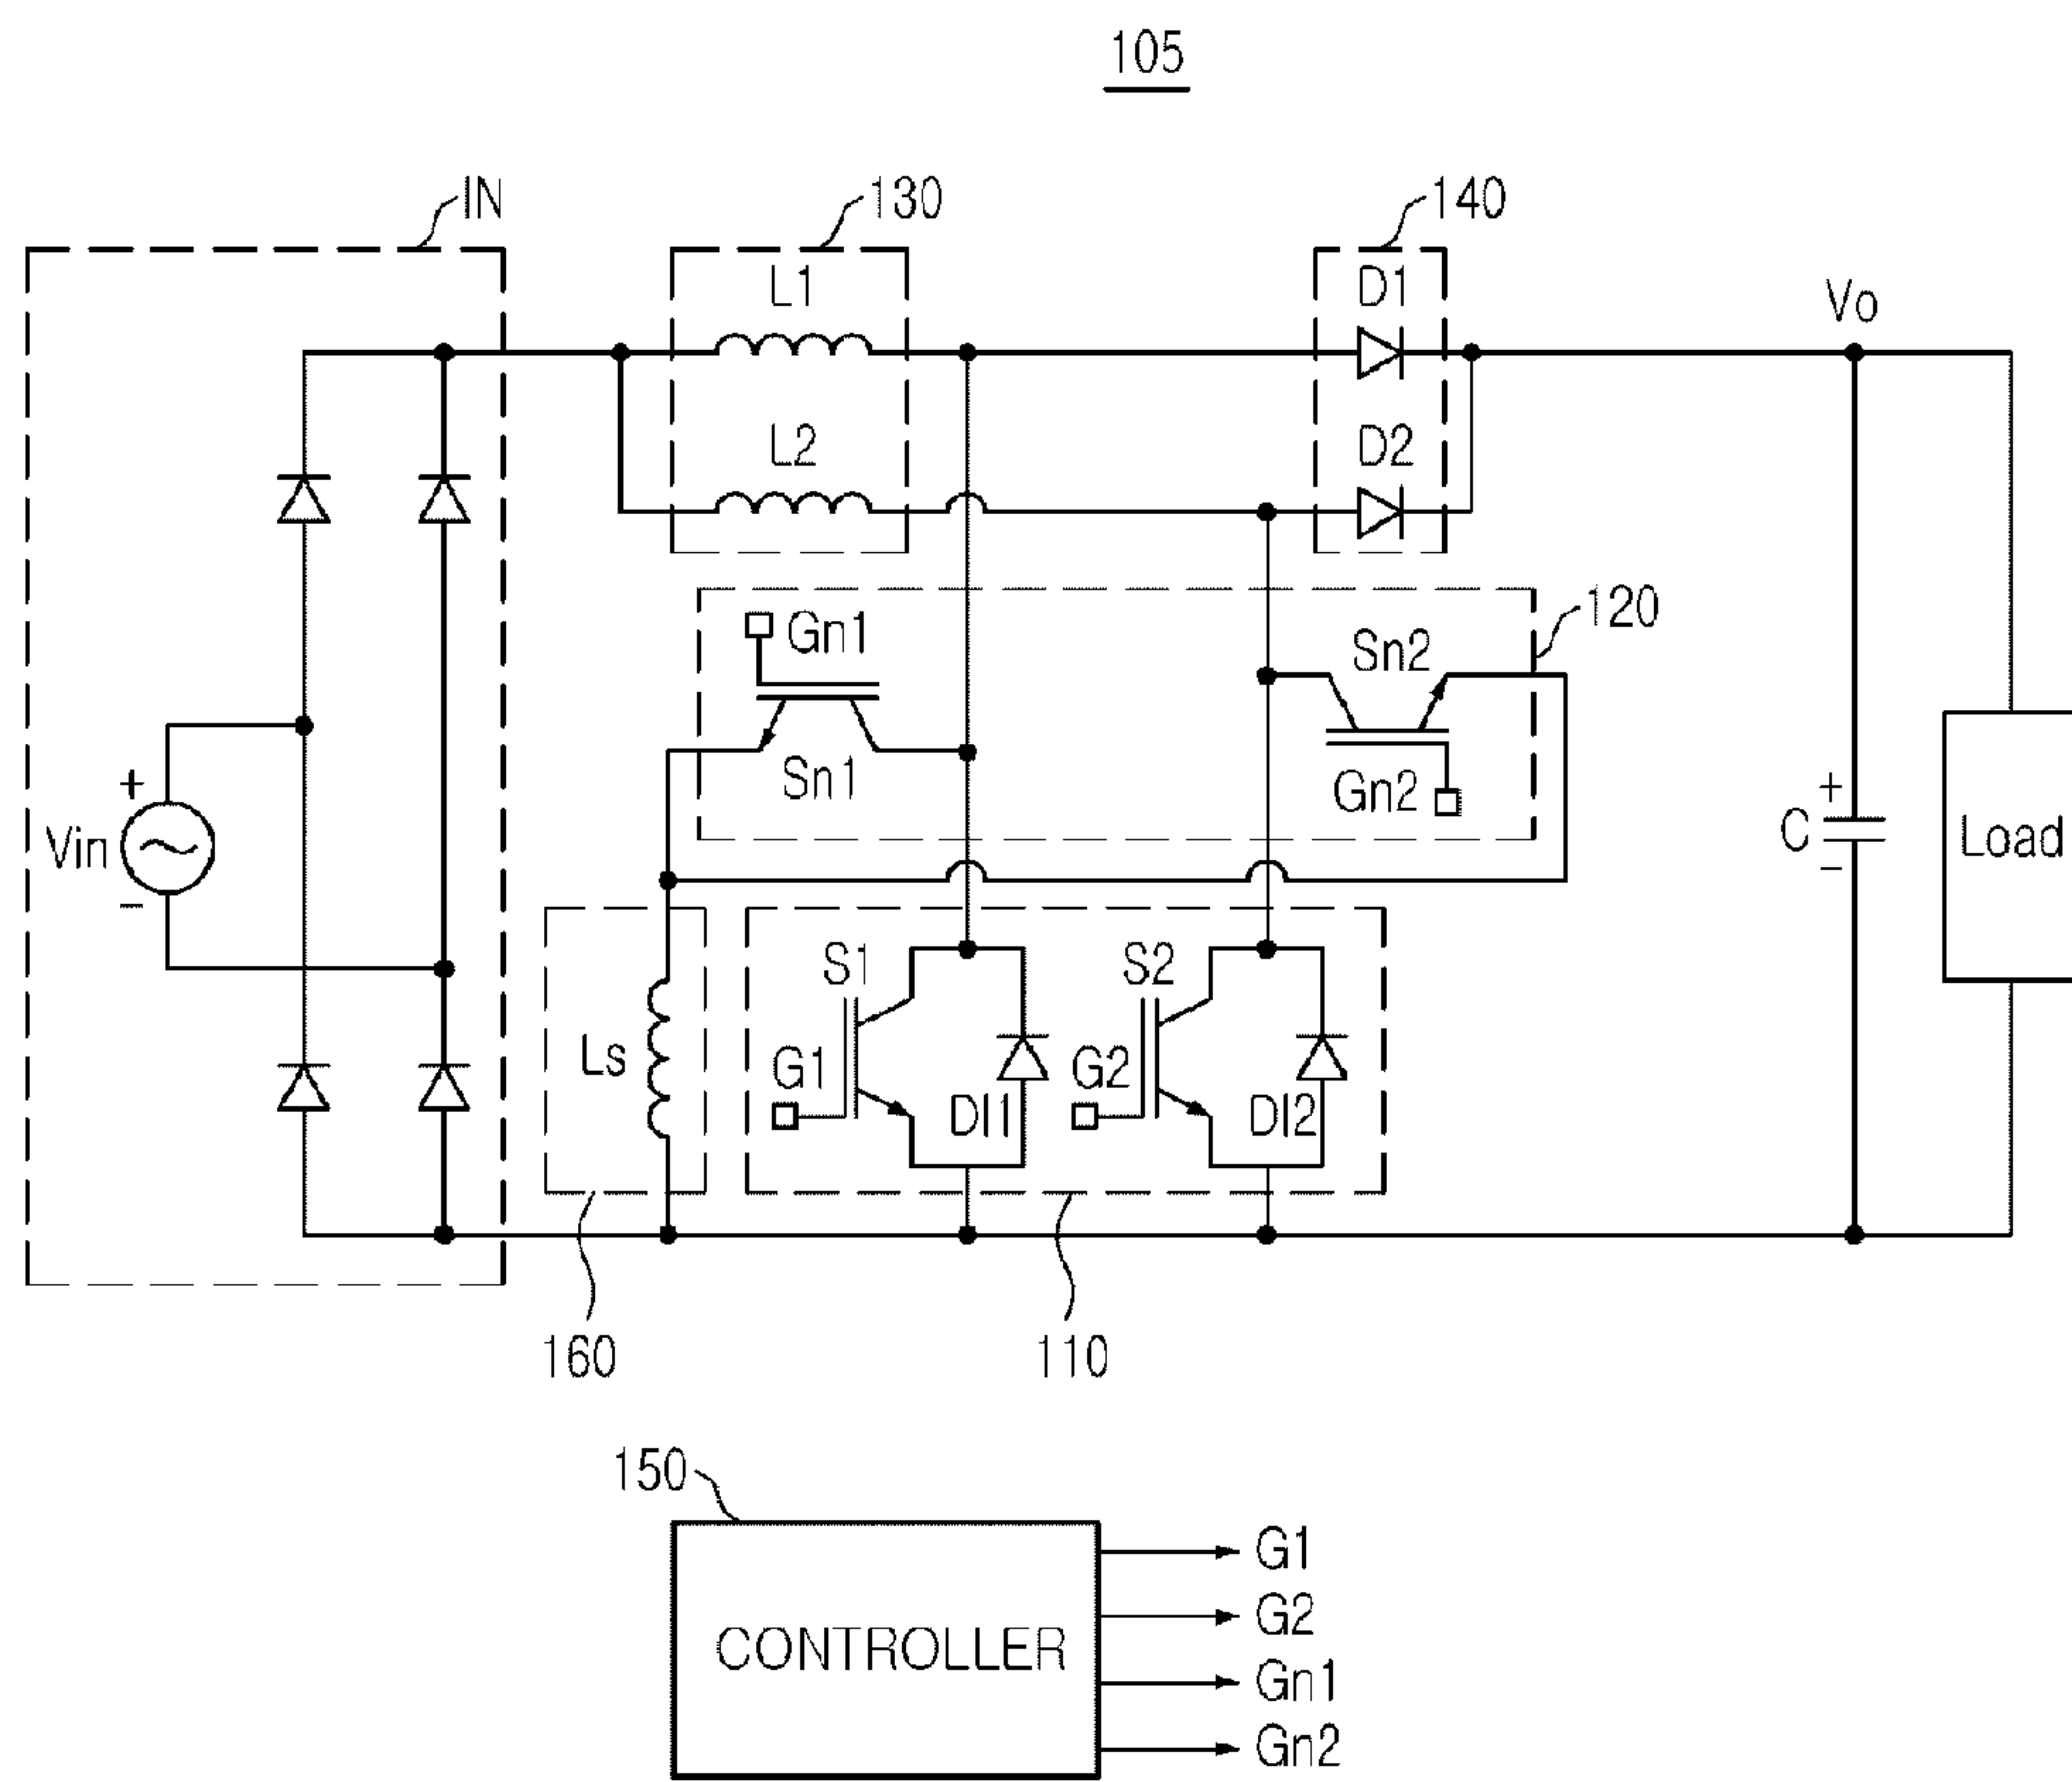 105
IN
130
140
L1
D1
Vo
L2
D2
120
Gn1
Sn2
Sn1
Gn2
+
Vin
−
+
C
−
Load
S1
S2
Ls
G1
DI1
G2
DI2
160
110
150
CONTROLLER
G1
G2
Gn1
Gn2